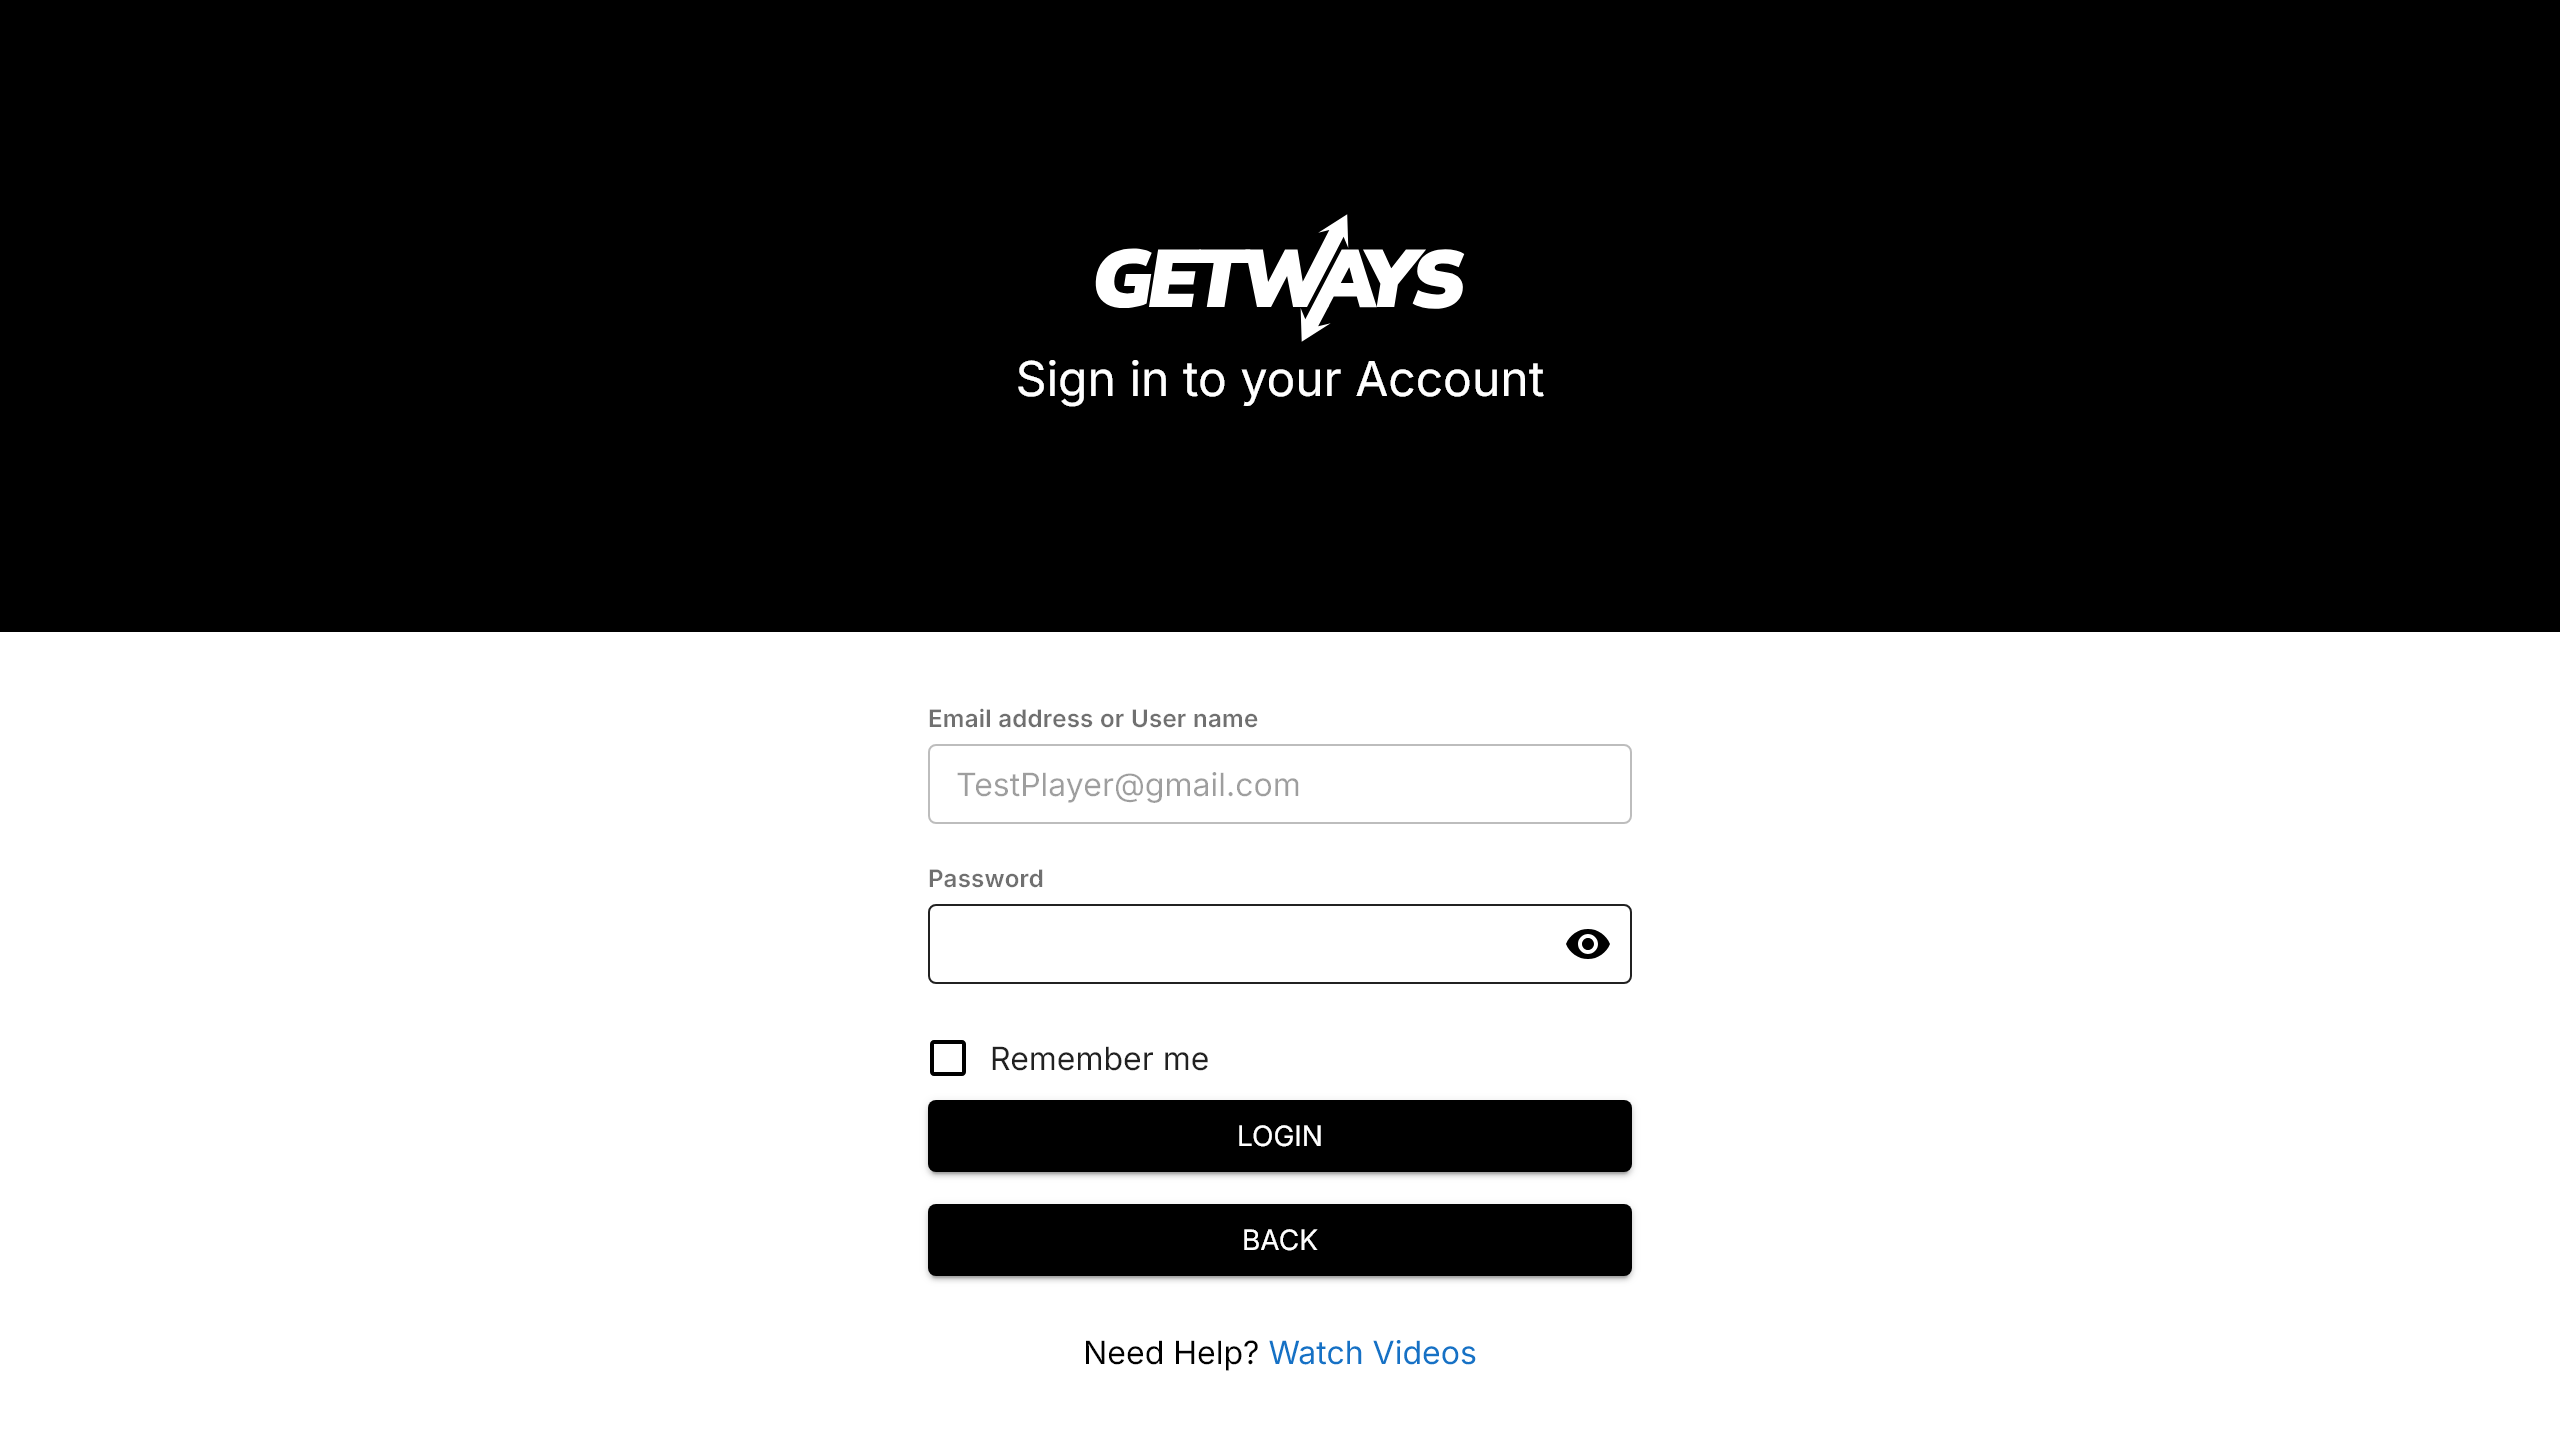 GETWAYS
Sign in to your Account
Email address or User name
TestPlayer@gmail.com
Password
Remember me
LOGIN
BACK
Need Help? Watch Videos